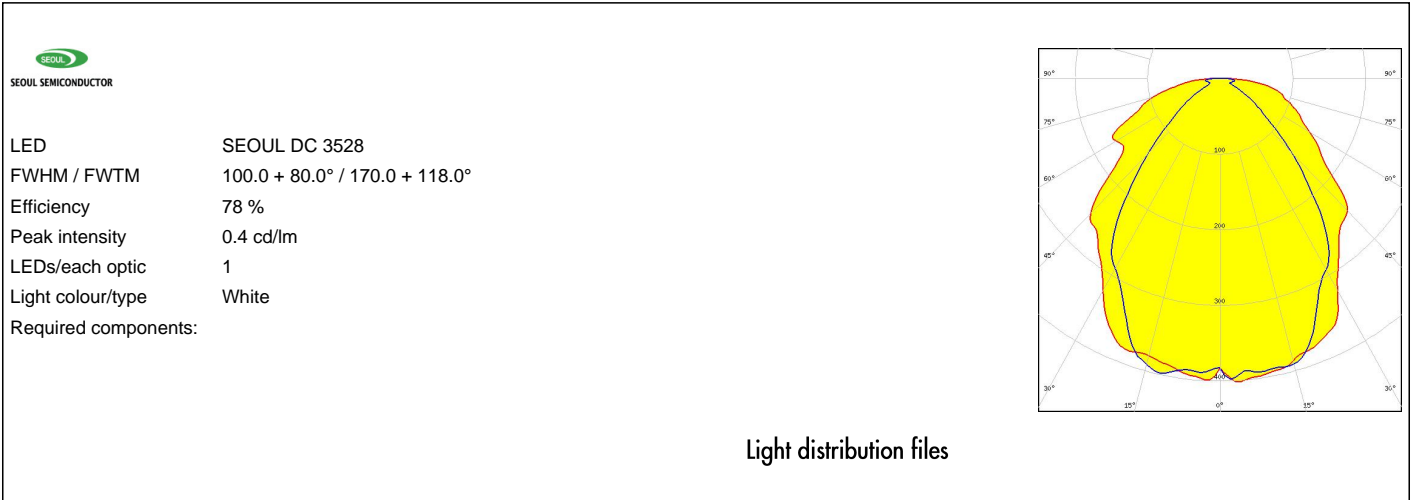 SEOUL
SEOUL SEMICONDUCTOR
LED SEOUL DC 3528
FWHM / FWTM 100.0 + 80.0° / 170.0 + 118.0°
Efficiency 78 %
Peak intensity 0.4 cd/lm
LEDs/each optic 1
Light colour/type White
Required components:
90° 90°
75° 75°
100
60° 60°
200
45° 45°
300
400
30° 30°
15° 0° 15°
Light distribution files